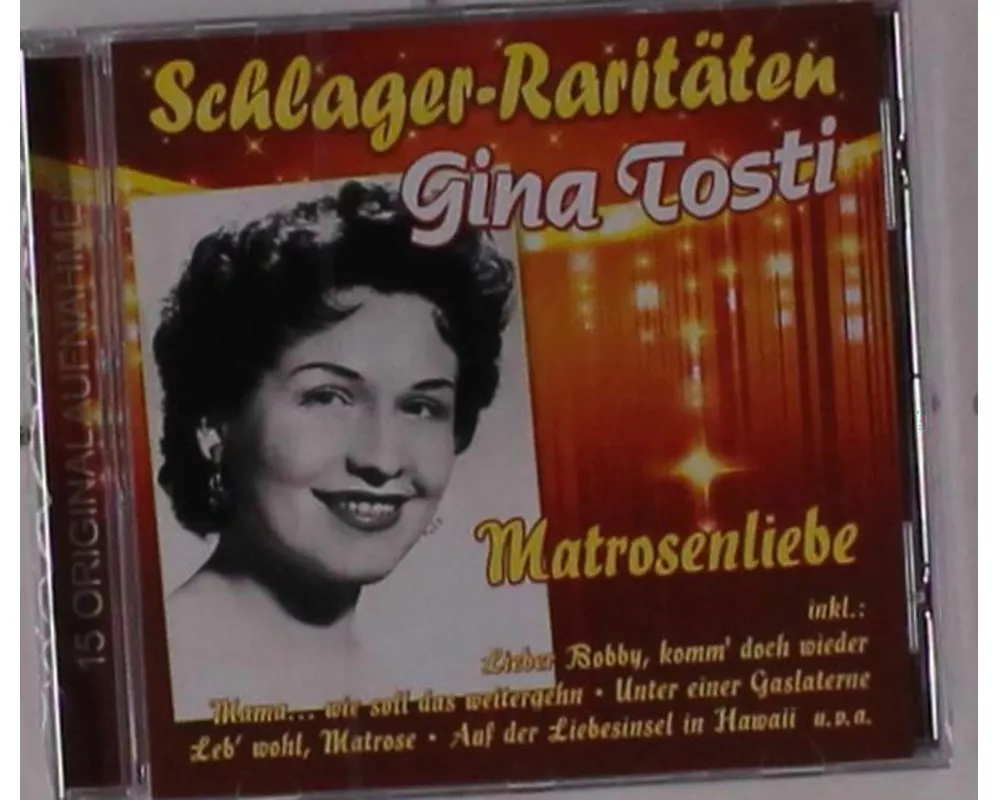 Schlager-Raritäten
Gina Tosti
15 ORIGINALAUFNAHMEN
Matrosenliebe
inkl.:
Lieber Bobby, komm' doch wieder
Mama... wie soll das weitergehn · Unter einer Gaslaterne
Leb' wohl, Matrose · Auf der Liebesinsel in Hawaii u.v.a.